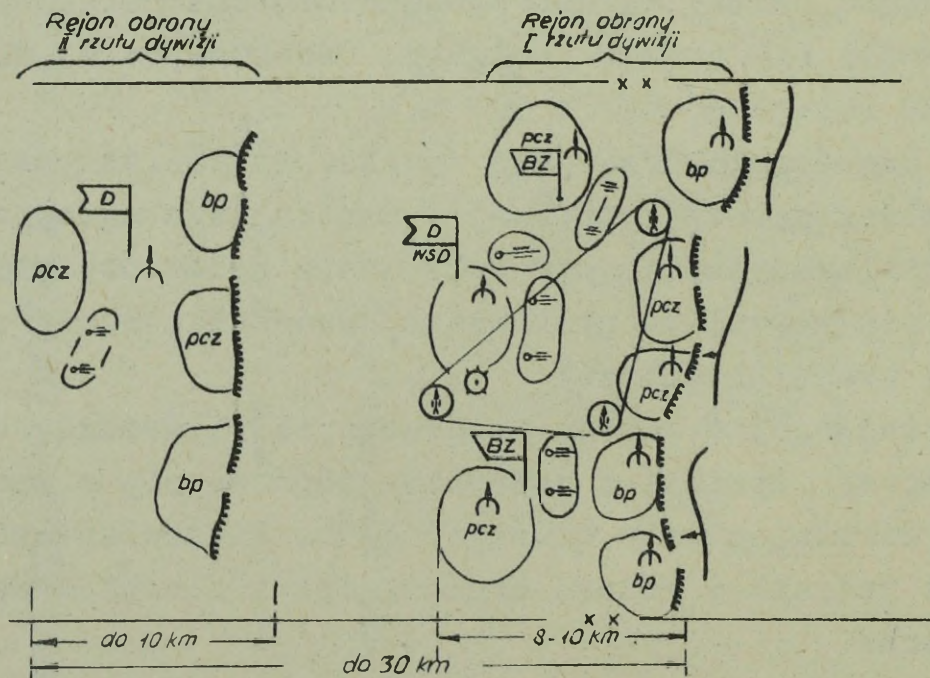 Rejon obrony
II rzutu dywizji
Rejon obrony
I rzutu dywizji
x x
pcz
BZ
bp
bp
D
D
WSD
pcz
pcz
pcz
pcz
BZ
bp
bp
pcz
bp
x x
do 10 km
8-10 km
do 30 km